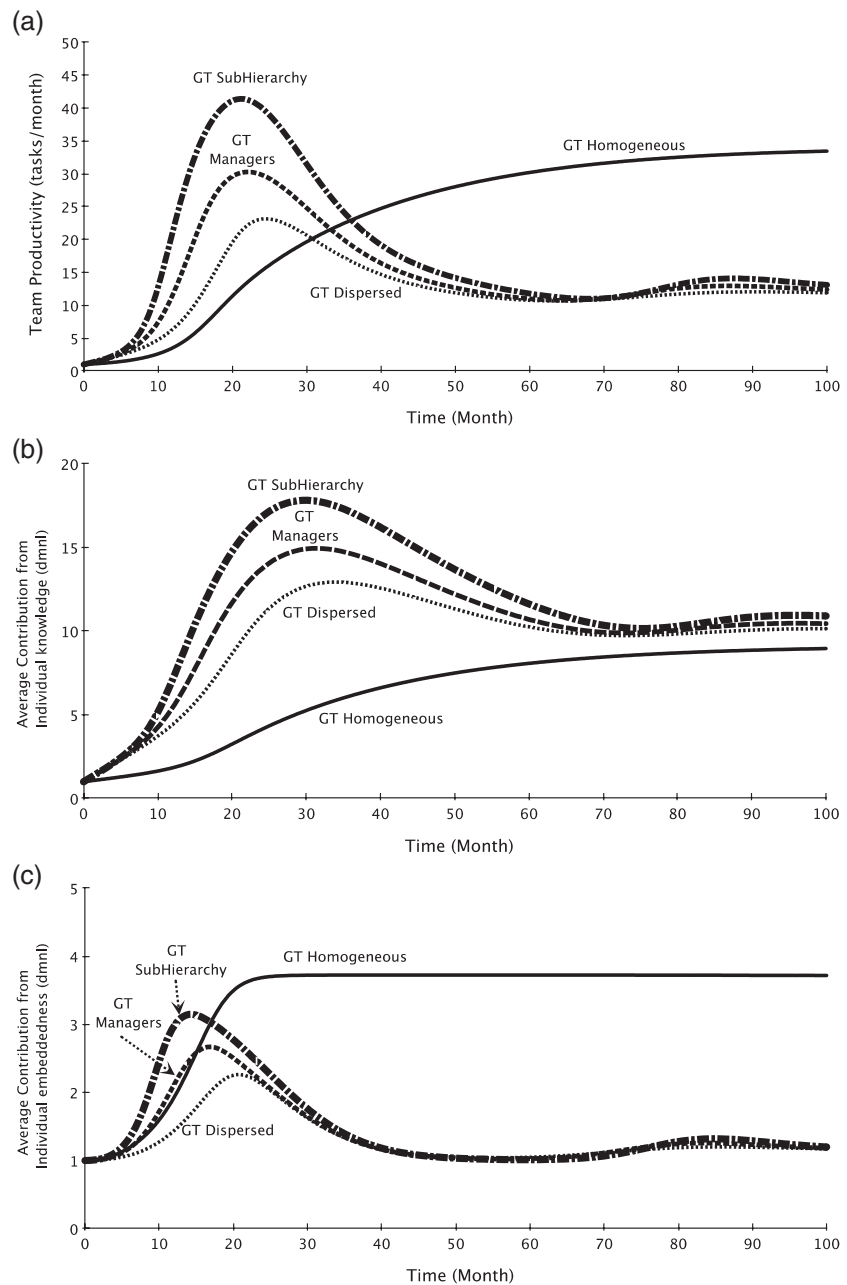 (a)
50
45
40
35
30
25
20
15
10
5
0
Team Productivity (tasks/month)
GT SubHierarchy
GT
Managers
GT Homogeneous
GT Dispersed
0 10 20 30 40 50 60 70 80 90 100
Time (Month)
(b)
20
15
10
5
0
Average Contribution from
Individual knowledge (dmnl)
GT SubHierarchy
GT
Managers
GT Dispersed
GT Homogeneous
0 10 20 30 40 50 60 70 80 90 100
Time (Month)
(c)
5
4
3
2
1
0
Average Contribution from
Individual embeddedness (dmnl)
GT Homogeneous
GT
SubHierarchy
GT
Managers
GT Dispersed
0 10 20 30 40 50 60 70 80 90 100
Time (Month)